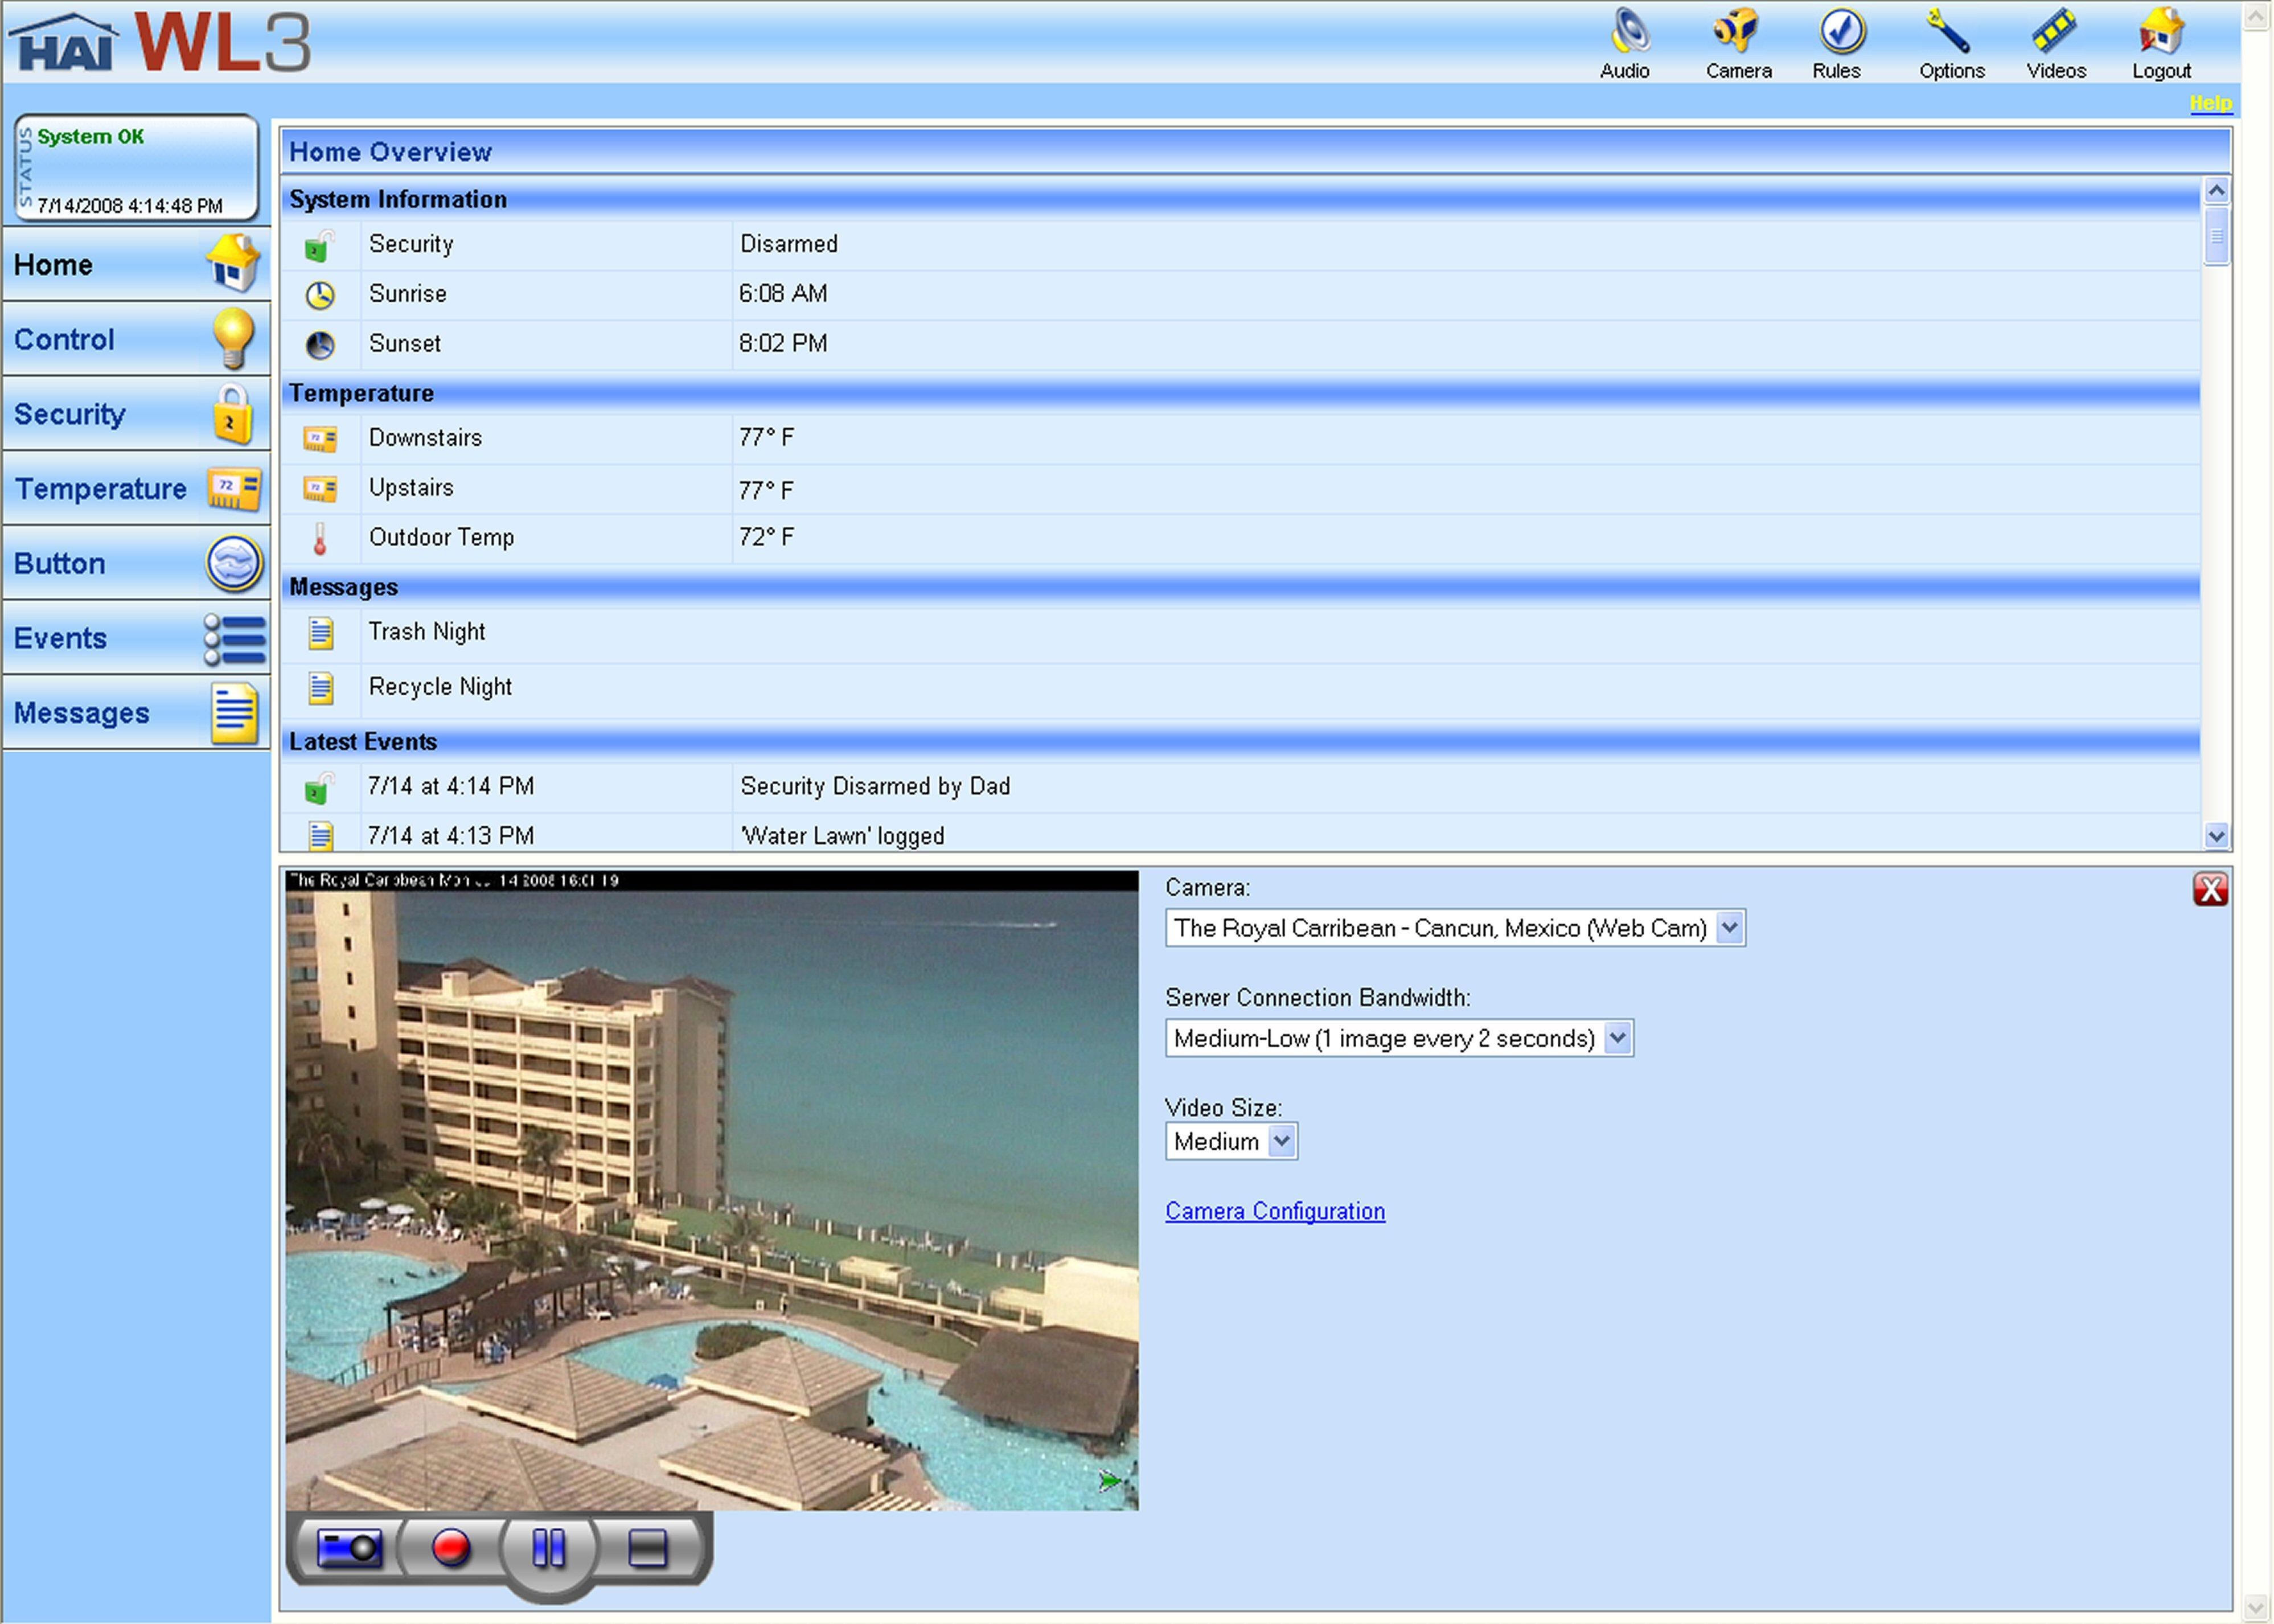 HAI WL3
Audio Camera Rules Options Videos Logout
Help
STATUS
System OK
7/14/2008 4:14:48 PM
Home
Control
Security
Temperature
72
Button
Events
Messages
Home Overview
System Information
Security Disarmed
Sunrise 6:08 AM
Sunset 8:02 PM
Temperature
Downstairs 77° F
Upstairs 77° F
Outdoor Temp 72° F
Messages
Trash Night
Recycle Night
Latest Events
7/14 at 4:14 PM Security Disarmed by Dad
7/14 at 4:13 PM 'Water Lawn' logged
The Royal Caribbean Mon 14 2008 16:01:19
Camera:
The Royal Carribean - Cancun, Mexico (Web Cam)
Server Connection Bandwidth:
Medium-Low (1 image every 2 seconds)
Video Size:
Medium
Camera Configuration